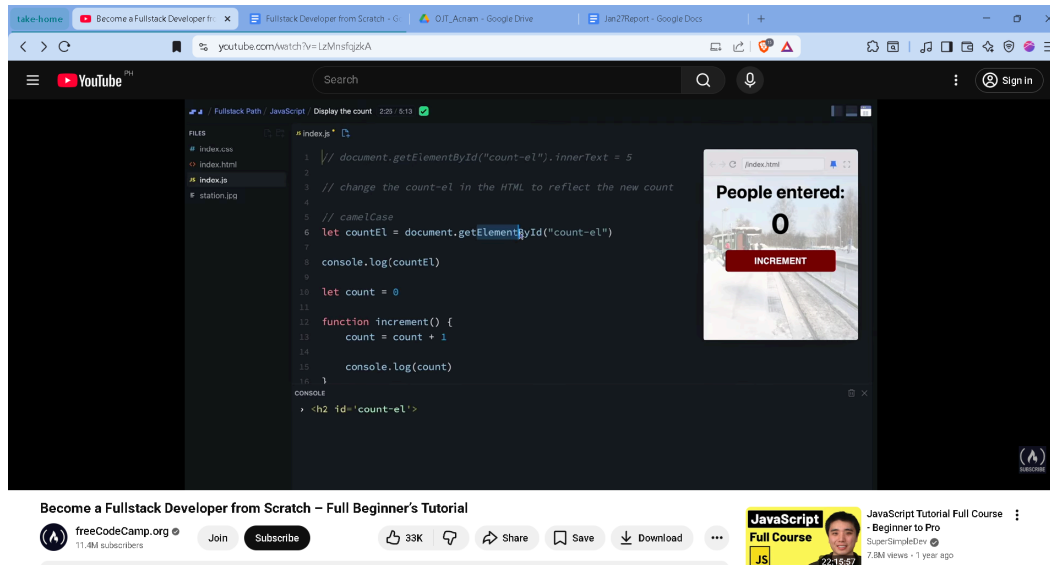 take-home
Become a Fullstack Developer fr
Fullstack Developer from Scratch - G
OJT_Acnam - Google Drive
Jan27Report - Google Docs
youtube.com/watch?v=LzMnsfqjzkA
YouTube PH
Search
Sign in
/ Fullstack Path / JavaScript / Display the count 2:25 / 5:13
FILES
index.js*
# index.css
<> index.html
JS index.js
station.jpg
1 // document.getElementById("count-el").innerText = 5
2
3 // change the count-el in the HTML to reflect the new count
4
5 // camelCase
6 let countEl = document.getElementById("count-el")
7
8 console.log(countEl)
9
10 let count = 0
11
12 function increment() {
13 count = count + 1
14
15 console.log(count)
16 }
/index.html
People entered:
0
INCREMENT
CONSOLE
› <h2 id='count-el'>
SUBSCRIBE
Become a Fullstack Developer from Scratch – Full Beginner's Tutorial
freeCodeCamp.org
11.4M subscribers
Join
Subscribe
33K
Share
Save
Download
JavaScript
Full Course
JS
22:15:57
JavaScript Tutorial Full Course
- Beginner to Pro
SuperSimpleDev
7.8M views • 1 year ago